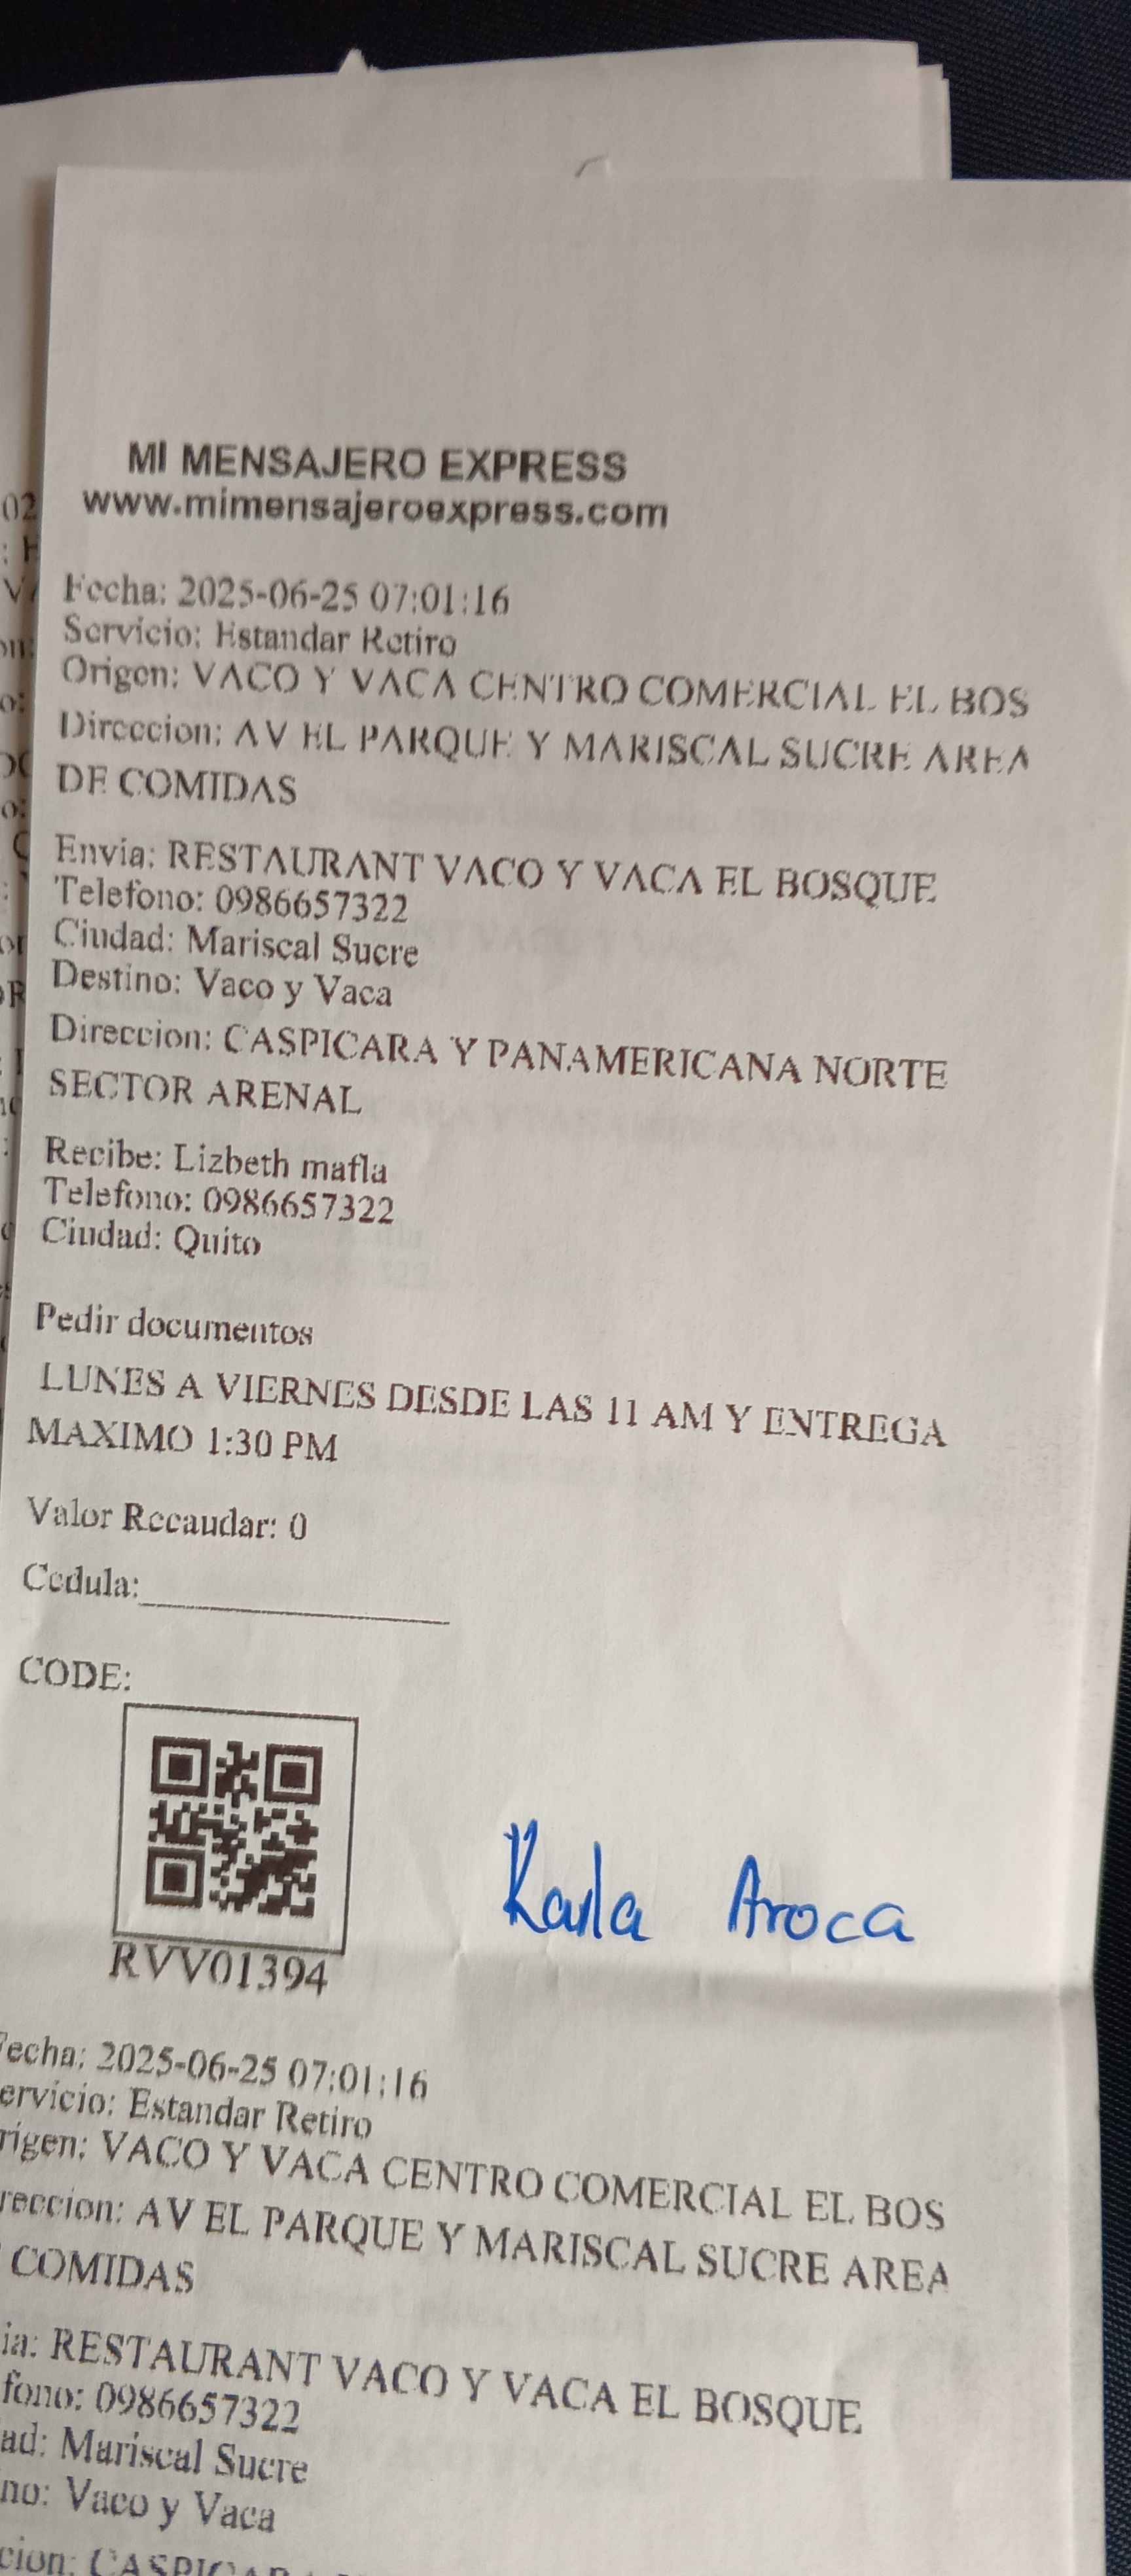 MI MENSAJERO EXPRESS
www.mimensajeroexpress.com
Fecha: 2025-06-25 07:01:16
Servicio: Estandar Retiro
Origen: VACO Y VACA CENTRO COMERCIAL EL BOS
Direccion: AV EL PARQUE Y MARISCAL SUCRE AREA
DE COMIDAS
Envia: RESTAURANT VACO Y VACA EL BOSQUE
Telefono: 0986657322
Ciudad: Mariscal Sucre
Destino: Vaco y Vaca
Direccion: CASPICARA Y PANAMERICANA NORTE
SECTOR ARENAL
Recibe: Lizbeth mafla
Telefono: 0986657322
Ciudad: Quito
Pedir documentos
LUNES A VIERNES DESDE LAS 11 AM Y ENTREGA
MAXIMO 1:30 PM
Valor Recaudar: 0
Cedula:
CODE:
RVV01394
Karla Aroca
Fecha: 2025-06-25 07:01:16
ervicio: Estandar Retiro
rigen: VACO Y VACA CENTRO COMERCIAL EL BOS
reccion: AV EL PARQUE Y MARISCAL SUCRE AREA
COMIDAS
ia: RESTAURANT VACO Y VACA EL BOSQUE
fono: 0986657322
ad: Mariscal Sucre
no: Vaco y Vaca